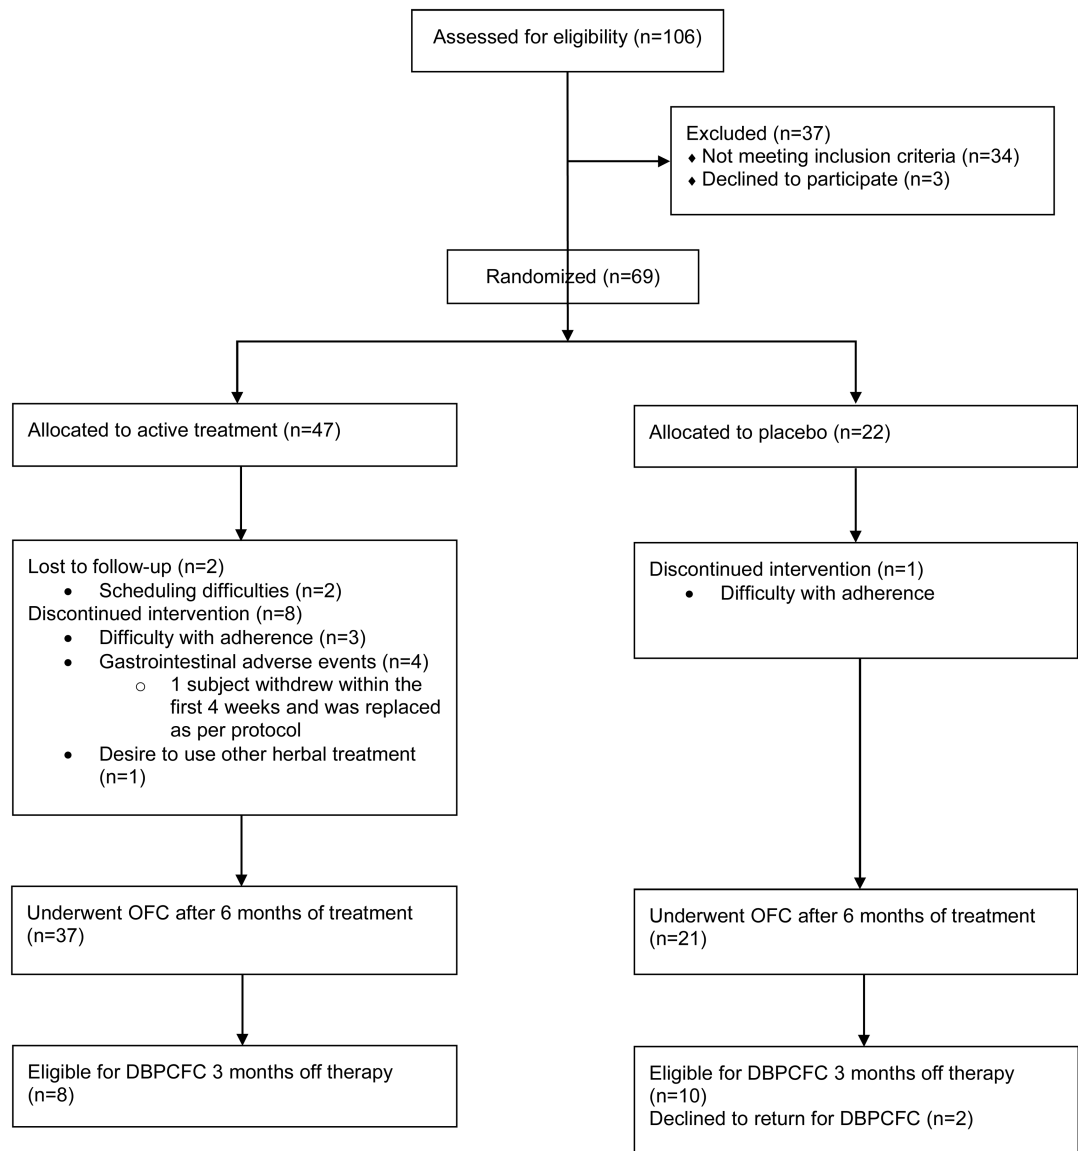 Assessed for eligibility (n=106)
Excluded (n=37)
♦ Not meeting inclusion criteria (n=34)
♦ Declined to participate (n=3)
Randomized (n=69)
Allocated to active treatment (n=47)
Allocated to placebo (n=22)
Lost to follow-up (n=2)
• Scheduling difficulties (n=2)
Discontinued intervention (n=8)
• Difficulty with adherence (n=3)
• Gastrointestinal adverse events (n=4)
○ 1 subject withdrew within the
first 4 weeks and was replaced
as per protocol
• Desire to use other herbal treatment
(n=1)
Discontinued intervention (n=1)
• Difficulty with adherence
Underwent OFC after 6 months of treatment
(n=37)
Underwent OFC after 6 months of treatment
(n=21)
Eligible for DBPCFC 3 months off therapy
(n=8)
Eligible for DBPCFC 3 months off therapy
(n=10)
Declined to return for DBPCFC (n=2)